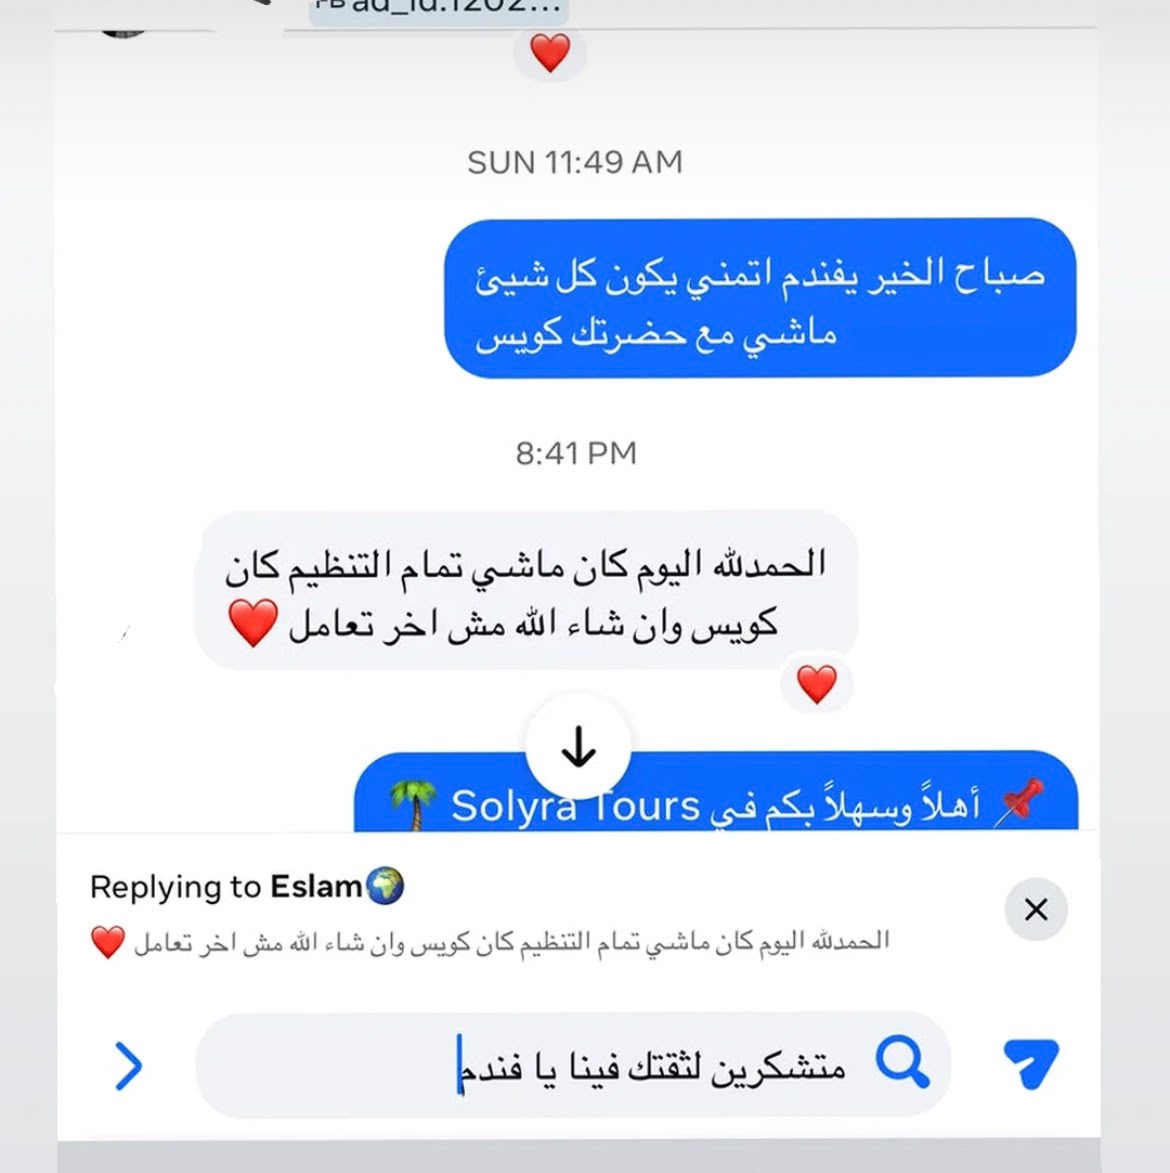 ad_id.1202...
SUN 11:49 AM
صباح الخير يفندم اتمني يكون كل شيئ
ماشي مع حضرتك كويس
8:41 PM
الحمدلله اليوم كان ماشي تمام التنظيم كان
كويس وان شاء الله مش اخر تعامل ❤️
📌 أهلاً وسهلاً بكم في Solyra Tours 🌴
Replying to Eslam🌍
الحمدلله اليوم كان ماشي تمام التنظيم كان كويس وان شاء الله مش اخر تعامل ❤️
متشكرين لثقتك فينا يا فندم